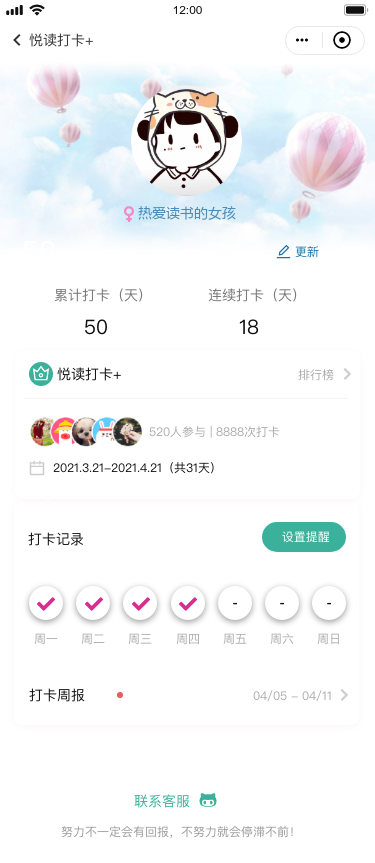 12:00
悦读打卡+
热爱读书的女孩
更新
累计打卡（天） 连续打卡（天）
50 18
悦读打卡+ 排行榜
520人参与 | 8888次打卡
2021.3.21-2021.4.21（共31天）
打卡记录 设置提醒
- - -
周一 周二 周三 周四 周五 周六 周日
打卡周报 04/05 - 04/11
联系客服
努力不一定会有回报，不努力就会停滞不前！